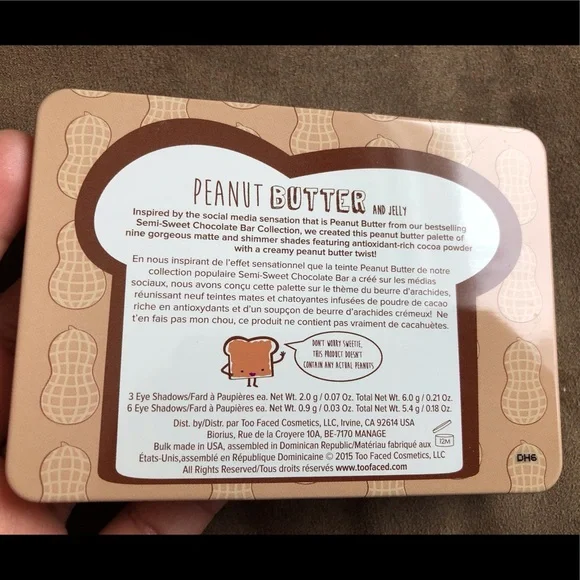 PEANUT BUTTER AND JELLY
Inspired by the social media sensation that is Peanut Butter from our bestselling
Semi-Sweet Chocolate Bar Collection, we created this peanut butter palette of
nine gorgeous matte and shimmer shades featuring antioxidant-rich cocoa powder
with a creamy peanut butter twist!
En nous inspirant de l'effet sensationnel que la teinte Peanut Butter de notre
collection populaire Semi-Sweet Chocolate Bar a créé sur les médias
sociaux, nous avons conçu cette palette sur le thème du beurre d'arachides,
réunissant neuf teintes mates et chatoyantes infusées de poudre de cacao
riche en antioxydants et d'un soupçon de beurre d'arachides crémeux! Ne
t'en fais pas mon chou, ce produit ne contient pas vraiment de cacahuètes.
DON'T WORRY SWEETIE,
THIS PRODUCT DOESN'T
CONTAIN ANY ACTUAL PEANUTS
3 Eye Shadows/Fard à Paupières ea. Net Wt. 2.0 g / 0.07 Oz. Total Net Wt. 6.0 g / 0.21 Oz.
6 Eye Shadows/Fard à Paupières ea. Net Wt. 0.9 g / 0.03 Oz. Total Net Wt. 5.4 g / 0.18 Oz.
Dist. by/Distr. par Too Faced Cosmetics, LLC, Irvine, CA 92614 USA
Biorius, Rue de la Croyere 10A, BE-7170 MANAGE
Bulk made in USA, assembled in Dominican Republic/Matériau fabriqué aux
États-Unis,assemblé en République Dominicaine © 2015 Too Faced Cosmetics, LLC
All Rights Reserved/Tous droits réservés www.toofaced.com
12M
DH6